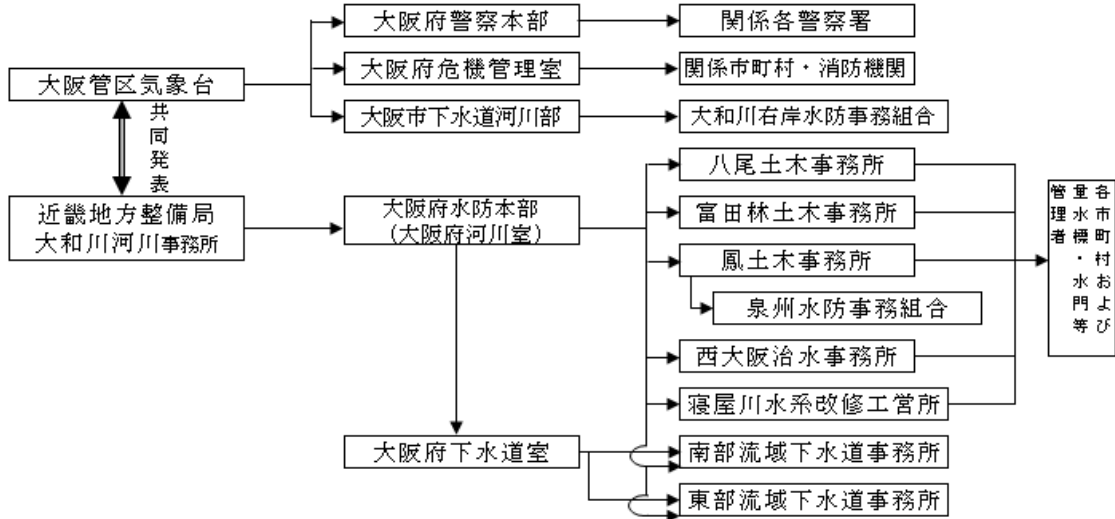 大阪府警察本部
関係各警察署
大阪管区気象台
大阪府危機管理室
関係市町村・消防機関
大阪市下水道河川部
大和川右岸水防事務組合
共同発表
近畿地方整備局
大和川河川事務所
大阪府水防本部
(大阪府河川室)
八尾土木事務所
富田林土木事務所
鳳土木事務所
泉州水防事務組合
西大阪治水事務所
寝屋川水系改修工営所
各市町村および
量水標・水門等
管理者
大阪府下水道室
南部流域下水道事務所
東部流域下水道事務所